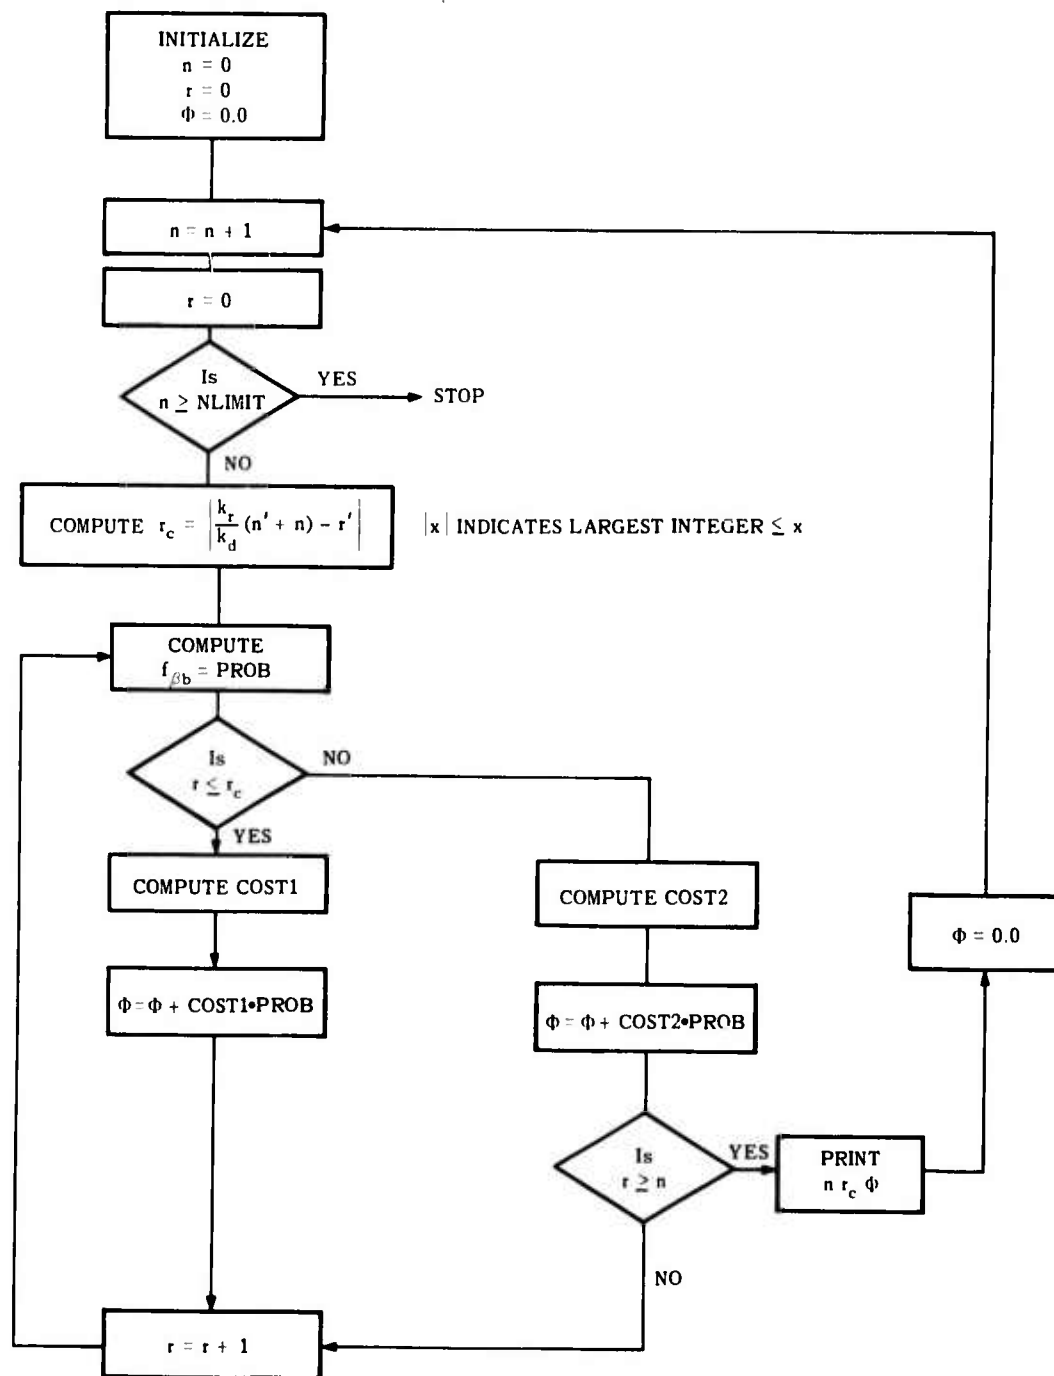 INITIALIZE
n = 0
r = 0
Φ = 0.0
n = n + 1
r = 0
Is
n ≥ NLIMIT
YES
STOP
NO
COMPUTE r_c = |k_r/k_d (n' + n) − r'|
|x| INDICATES LARGEST INTEGER ≤ x
COMPUTE
f_βb = PROB
Is
r ≤ r_c
NO
YES
COMPUTE COST1
COMPUTE COST2
Φ = 0.0
Φ = Φ + COST1•PROB
Φ = Φ + COST2•PROB
Is
r ≥ n
YES
PRINT
n r_c Φ
NO
r = r + 1